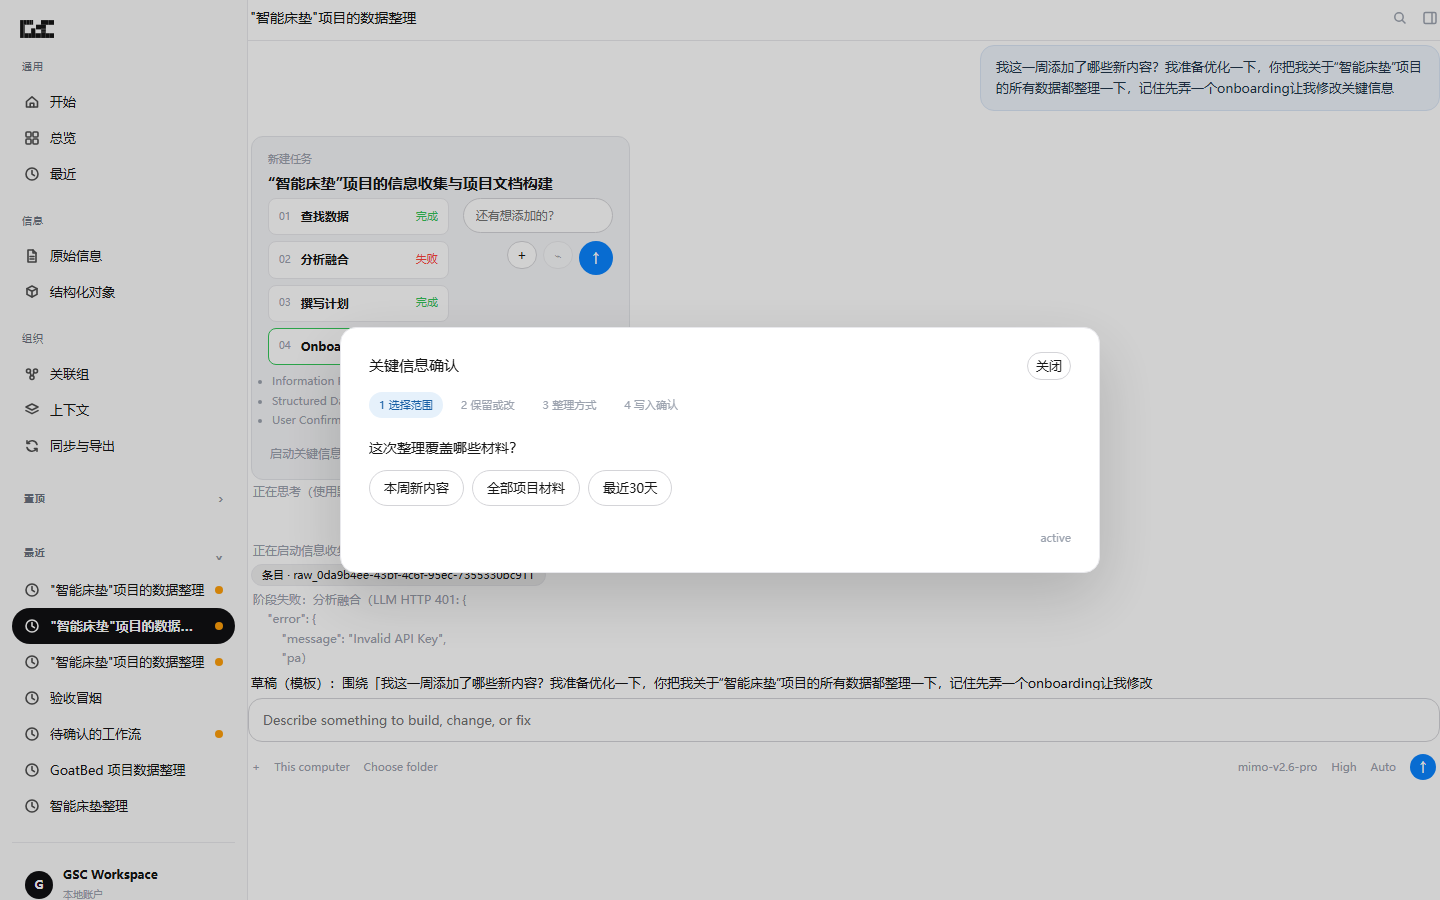 GSC
通用
开始
总览
最近
信息
原始信息
结构化对象
组织
关联组
上下文
同步与导出
置顶
最近
"智能床垫"项目的数据整理
"智能床垫"项目的数据...
"智能床垫"项目的数据整理
验收冒烟
待确认的工作流
GoatBed 项目数据整理
智能床垫整理
G
GSC Workspace
本地账户
"智能床垫"项目的数据整理
我这一周添加了哪些新内容？我准备优化一下，你把我关于“智能床垫”项目
的所有数据都整理一下，记住先弄一个onboarding让我修改关键信息
新建任务
“智能床垫”项目的信息收集与项目文档构建
01 查找数据 完成
还有想添加的？
02 分析融合 失败
03 撰写计划 完成
04 Onboa
Information
Structured Da
User Confirm
启动关键信息
正在思考（使用
正在启动信息收
条目 · raw_0da9b4ee-43bf-4c6f-95ec-7355330bc911
阶段失败：分析融合（LLM HTTP 401: {
"error": {
"message": "Invalid API Key",
"pa）
草稿（模板）：围绕「我这一周添加了哪些新内容？我准备优化一下，你把我关于“智能床垫”项目的所有数据都整理一下，记住先弄一个onboarding让我修改
关键信息确认
关闭
1 选择范围 2 保留或改 3 整理方式 4 写入确认
这次整理覆盖哪些材料？
本周新内容 全部项目材料 最近30天
active
Describe something to build, change, or fix
+ This computer Choose folder
mimo-v2.6-pro High Auto